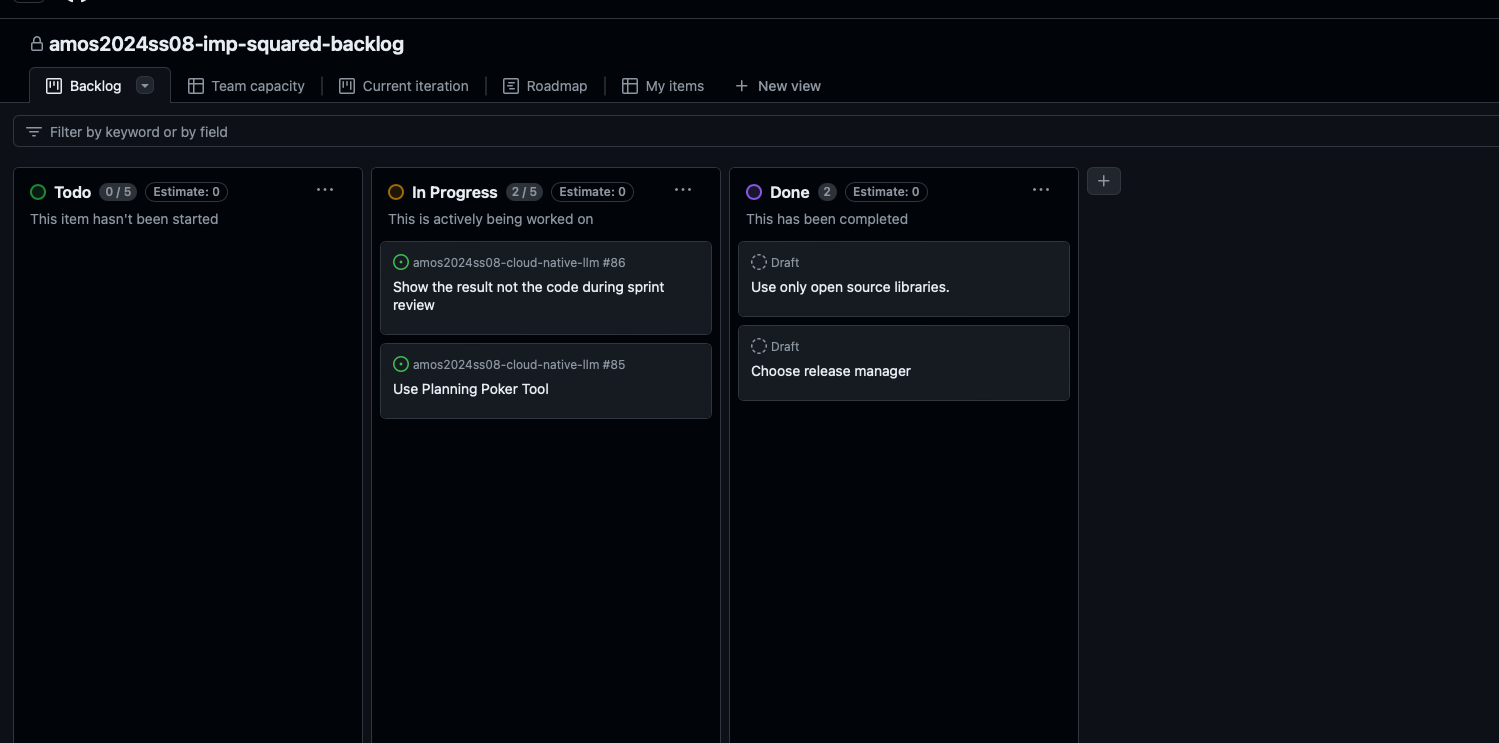 amos2024ss08-imp-squared-backlog
Backlog
Team capacity
Current iteration
Roadmap
My items
New view
Filter by keyword or by field
Todo 0 / 5 Estimate: 0
This item hasn't been started
In Progress 2 / 5 Estimate: 0
This is actively being worked on
amos2024ss08-cloud-native-llm #86
Show the result not the code during sprint
review
amos2024ss08-cloud-native-llm #85
Use Planning Poker Tool
Done 2 Estimate: 0
This has been completed
Draft
Use only open source libraries.
Draft
Choose release manager